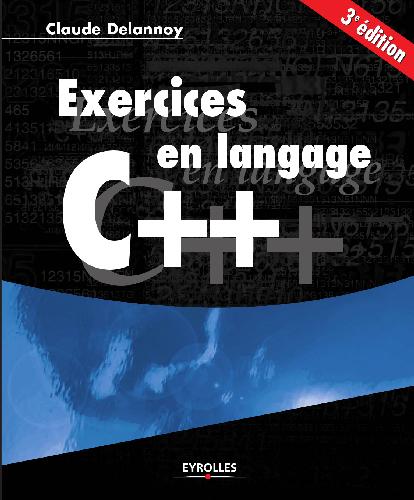 Claude Delannoy
3e édition
Exercices
en langage
C++
EYROLLES